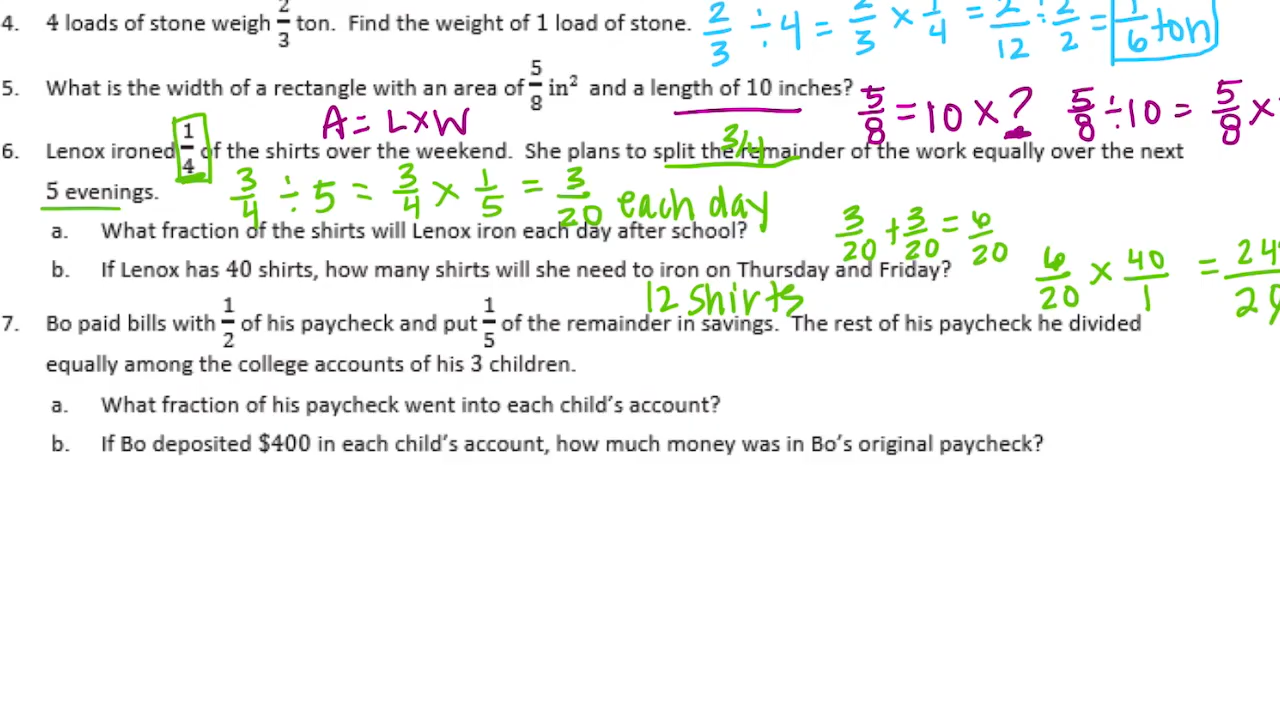 4. 4 loads of stone weigh 2/3 ton. Find the weight of 1 load of stone. 2/3 ÷ 4 = 2/3 × 1/4 = 2/12 ÷ 2/2 = 1/6 ton
5. What is the width of a rectangle with an area of 5/8 in² and a length of 10 inches? 5/8 = 10 × ? 5/8 ÷ 10 = 5/8 ×
A = L × W
3/4
6. Lenox ironed 1/4 of the shirts over the weekend. She plans to split the remainder of the work equally over the next
5 evenings. 3/4 ÷ 5 = 3/4 × 1/5 = 3/20 each day
a. What fraction of the shirts will Lenox iron each day after school? 3/20 + 3/20 = 6/20
b. If Lenox has 40 shirts, how many shirts will she need to iron on Thursday and Friday? 6/20 × 40/1 =
12 shirts
7. Bo paid bills with 1/2 of his paycheck and put 1/5 of the remainder in savings. The rest of his paycheck he divided
equally among the college accounts of his 3 children.
a. What fraction of his paycheck went into each child's account?
b. If Bo deposited $400 in each child's account, how much money was in Bo's original paycheck?